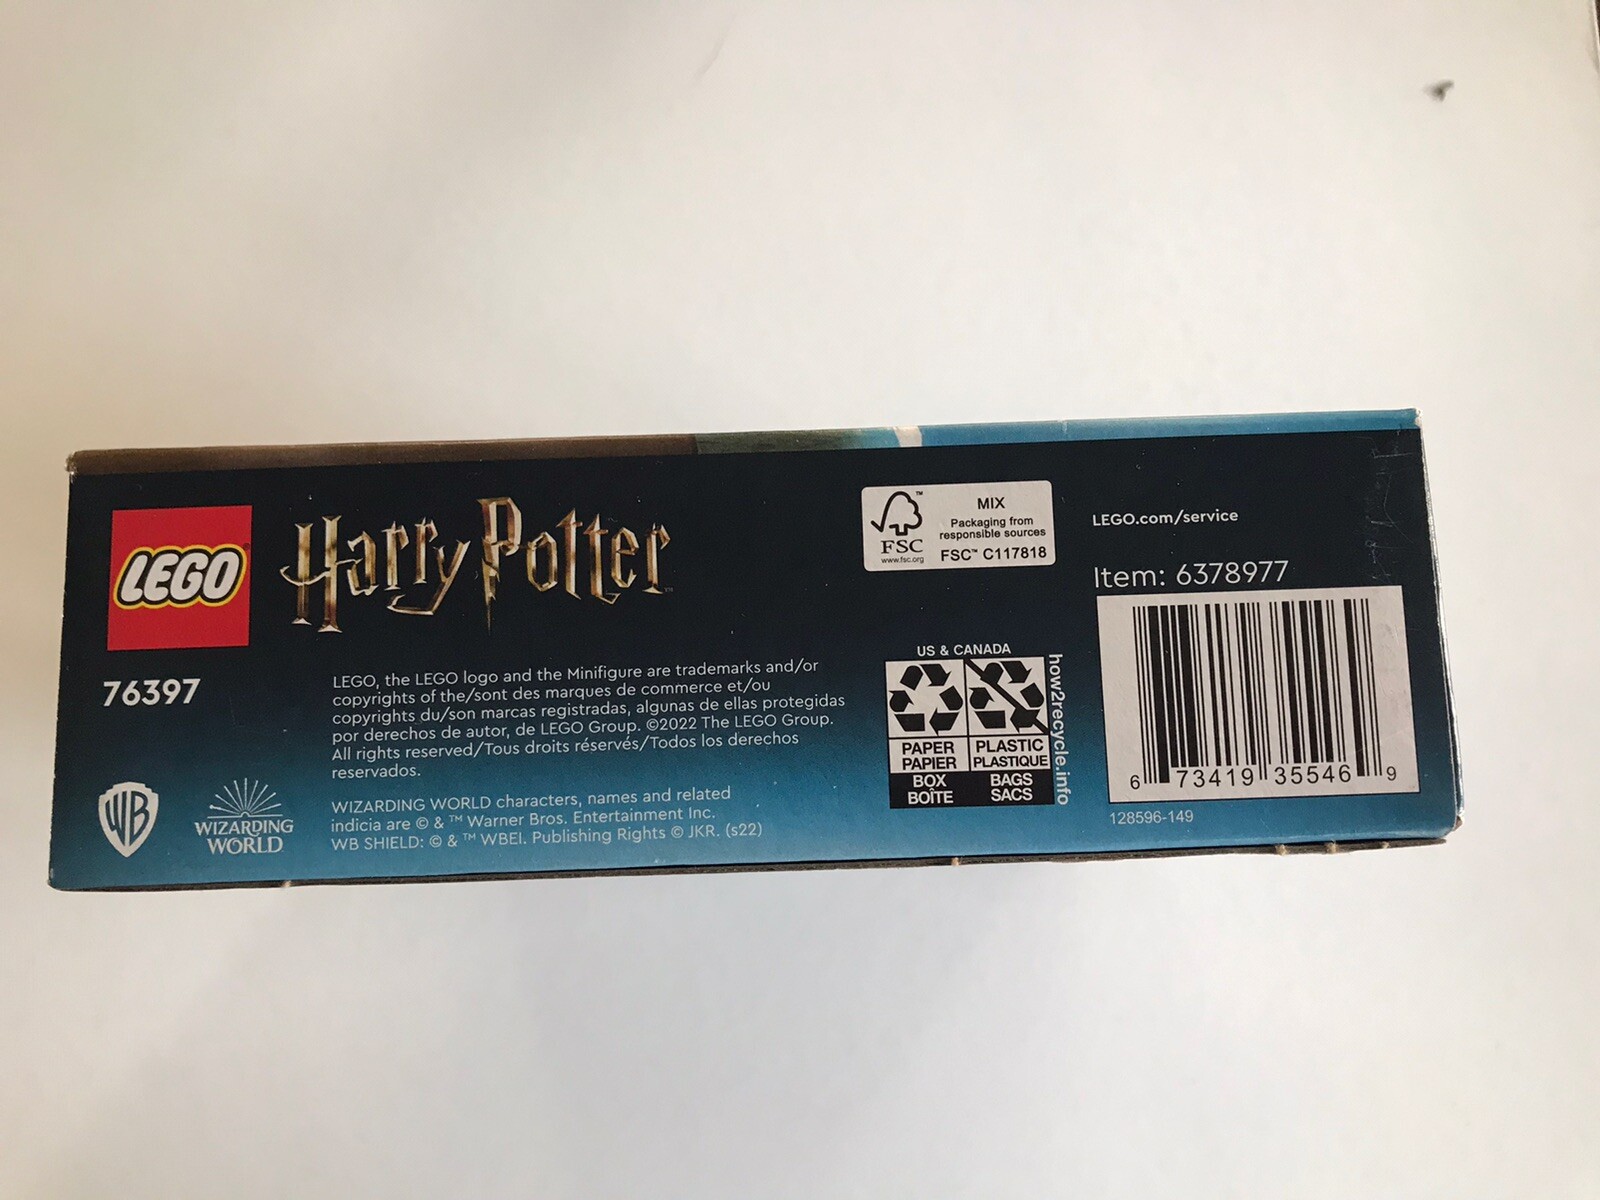 LEGO
Harry Potter
76397
LEGO, the LEGO logo and the Minifigure are trademarks and/or
copyrights of the/sont des marques de commerce et/ou
copyrights du/son marcas registradas, algunas de ellas protegidas
por derechos de autor, de LEGO Group. ©2022 The LEGO Group.
All rights reserved/Tous droits réservés/Todos los derechos
reservados.
WB
WIZARDING
WORLD
WIZARDING WORLD characters, names and related
indicia are © & ™ Warner Bros. Entertainment Inc.
WB SHIELD: © & ™ WBEI. Publishing Rights © JKR. (s22)
FSC
www.fsc.org
MIX
Packaging from
responsible sources
FSC™ C117818
US & CANADA
PAPER
PAPIER
BOX
BOÎTE
PLASTIC
PLASTIQUE
BAGS
SACS
how2recycle.info
LEGO.com/service
Item: 6378977
6 73419 35546 9
128596-149